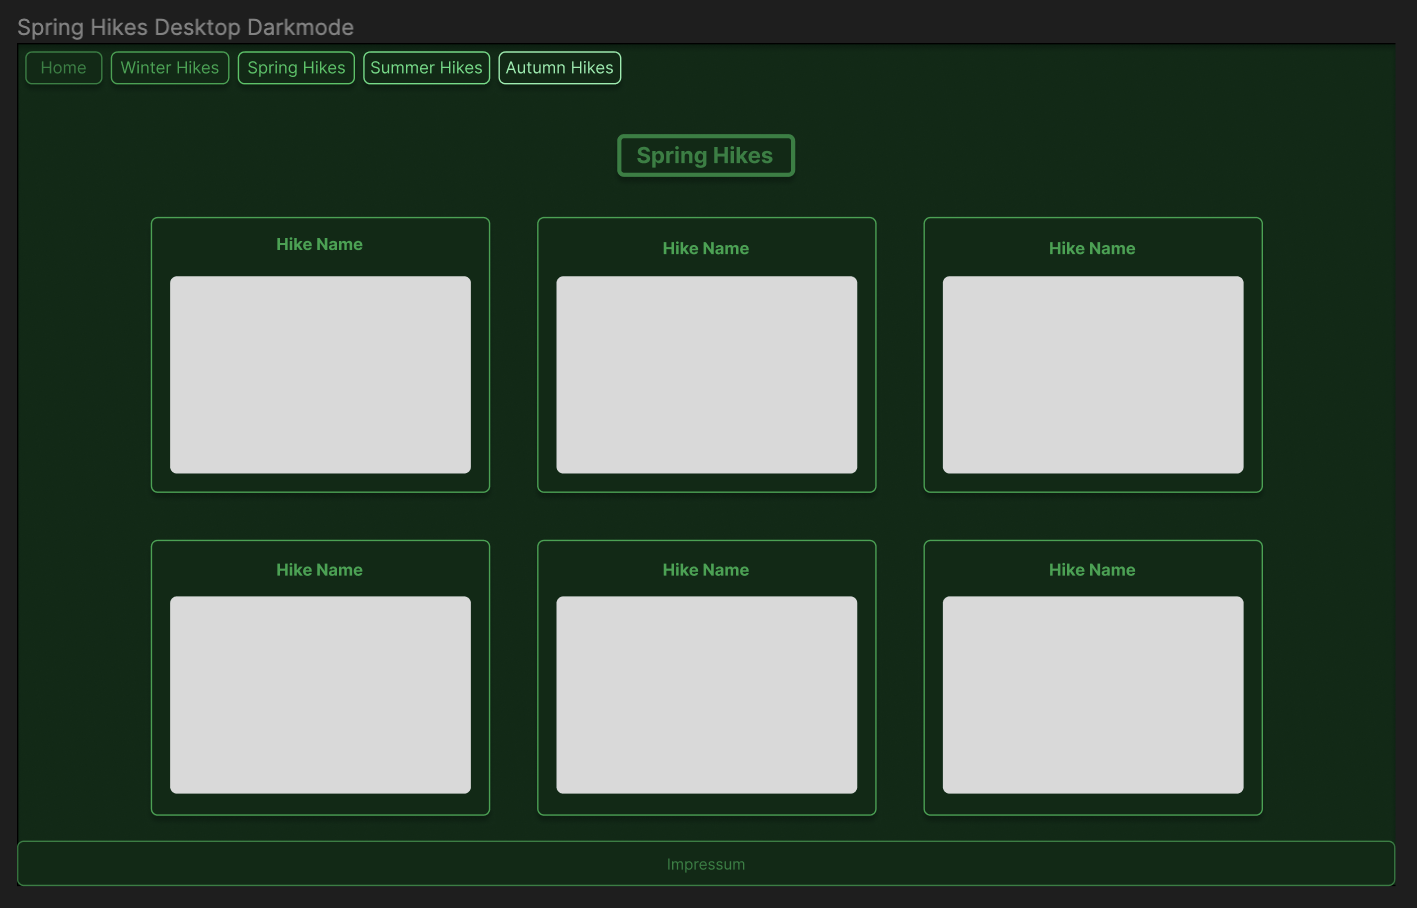 Spring Hikes Desktop Darkmode
Home Winter Hikes Spring Hikes Summer Hikes Autumn Hikes
Spring Hikes
Hike Name Hike Name Hike Name
Hike Name Hike Name Hike Name
Impressum